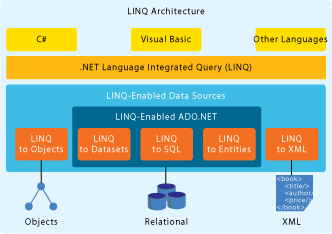 LINQ Architecture
C#
Visual Basic
Other Languages
.NET Language Integrated Query (LINQ)
LINQ-Enabled Data Sources
LINQ-Enabled ADO.NET
LINQ
to Objects
LINQ
to Datasets
LINQ
to SQL
LINQ
to Entities
LINQ
to XML
<book>
<title/>
<author/
<price/>
</book>
Objects
Relational
XML